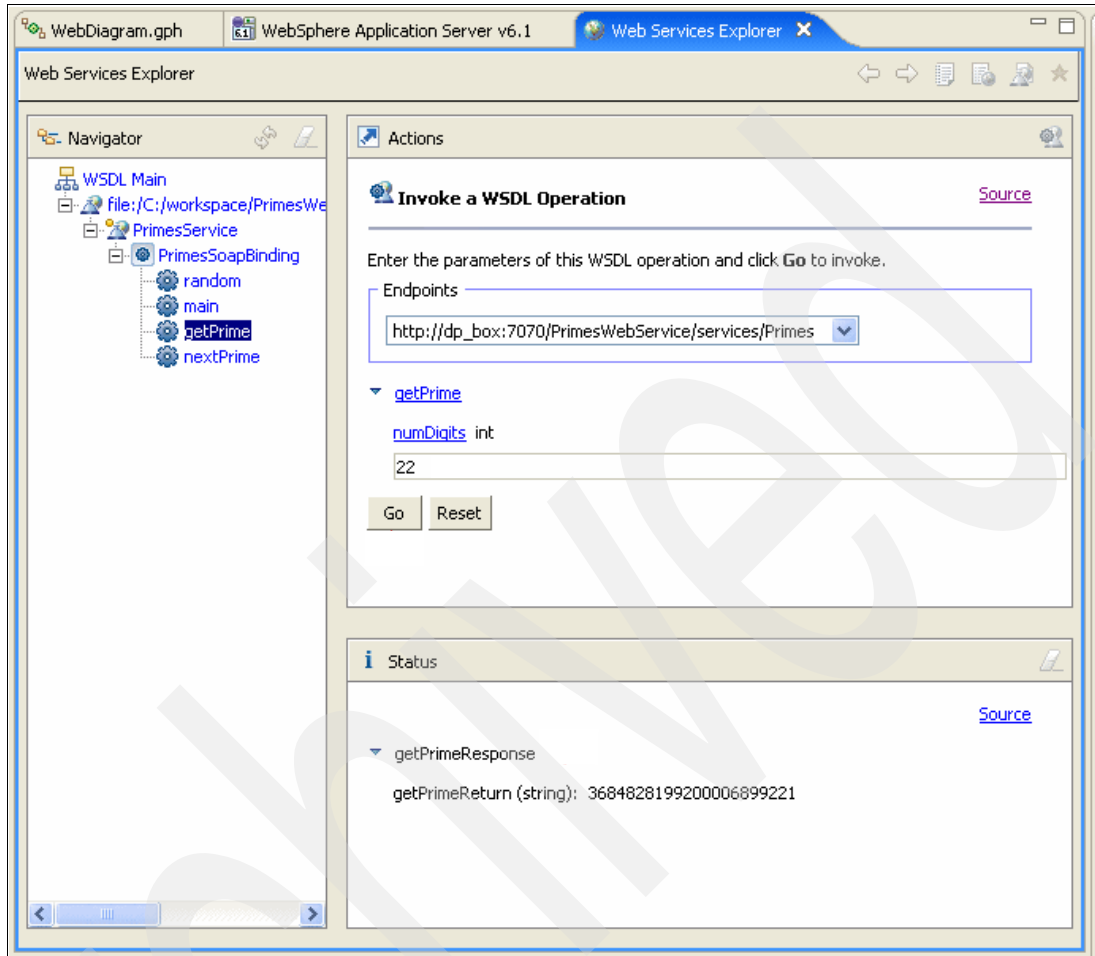 WebDiagram.gph
6.1 WebSphere Application Server v6.1
Web Services Explorer
Web Services Explorer
Navigator
WSDL Main
file:/C:/workspace/PrimesWe
PrimesService
PrimesSoapBinding
random
main
getPrime
nextPrime
Actions
Invoke a WSDL Operation Source
Enter the parameters of this WSDL operation and click Go to invoke.
Endpoints
http://dp_box:7070/PrimesWebService/services/Primes
getPrime
numDigits int
22
Go Reset
i Status
Source
getPrimeResponse
getPrimeReturn (string): 3684828199200006899221